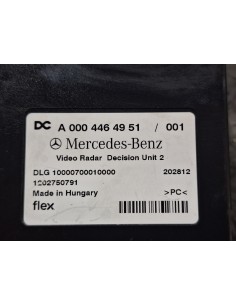 DC A 000 446 49 51 / 001
Mercedes-Benz
Video Radar Decision Unit 2
DLG 10000700010000 202812
1202750791
Made in Hungary >PC<
flex